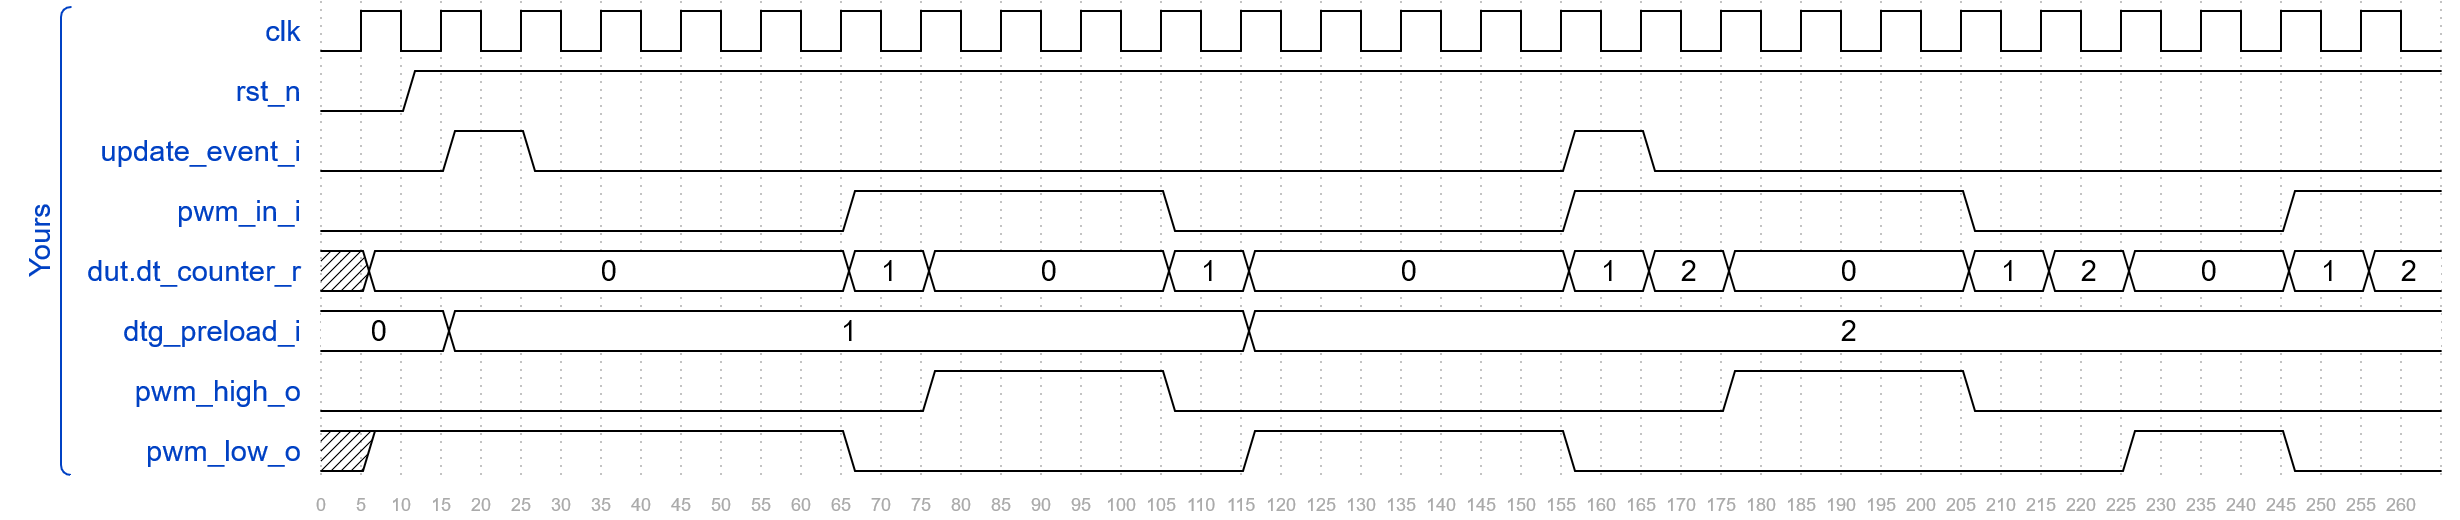 Yours
clk
rst_n
update_event_i
pwm_in_i
dut.dt_counter_r 0 1 0 1 0 1 2 0 1 2 0 1 2
dtg_preload_i 0 1 2
pwm_high_o
pwm_low_o
0 5 10 15 20 25 30 35 40 45 50 55 60 65 70 75 80 85 90 95 100 105 110 115 120 125 130 135 140 145 150 155 160 165 170 175 180 185 190 195 200 205 210 215 220 225 230 235 240 245 250 255 260